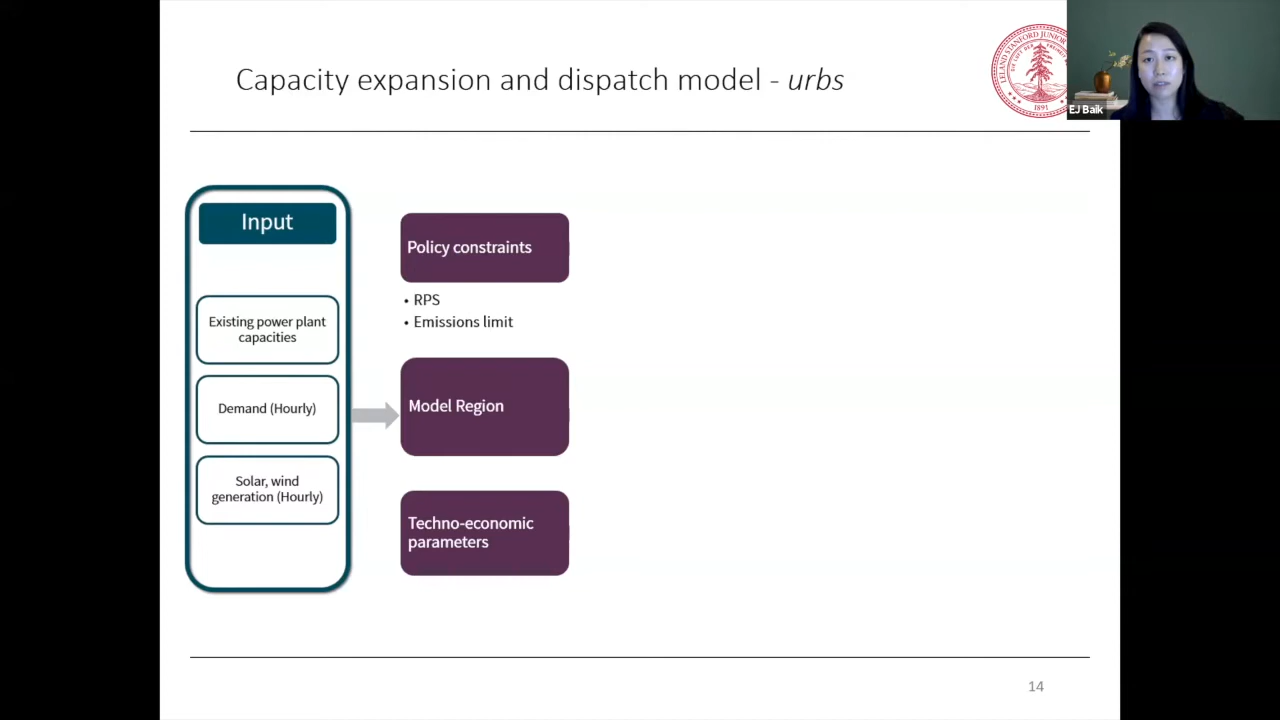 Capacity expansion and dispatch model - urbs
EJ Baik
1891
Input
Existing power plant
capacities
Demand (Hourly)
Solar, wind
generation (Hourly)
Policy constraints
• RPS
• Emissions limit
Model Region
Techno-economic
parameters
14